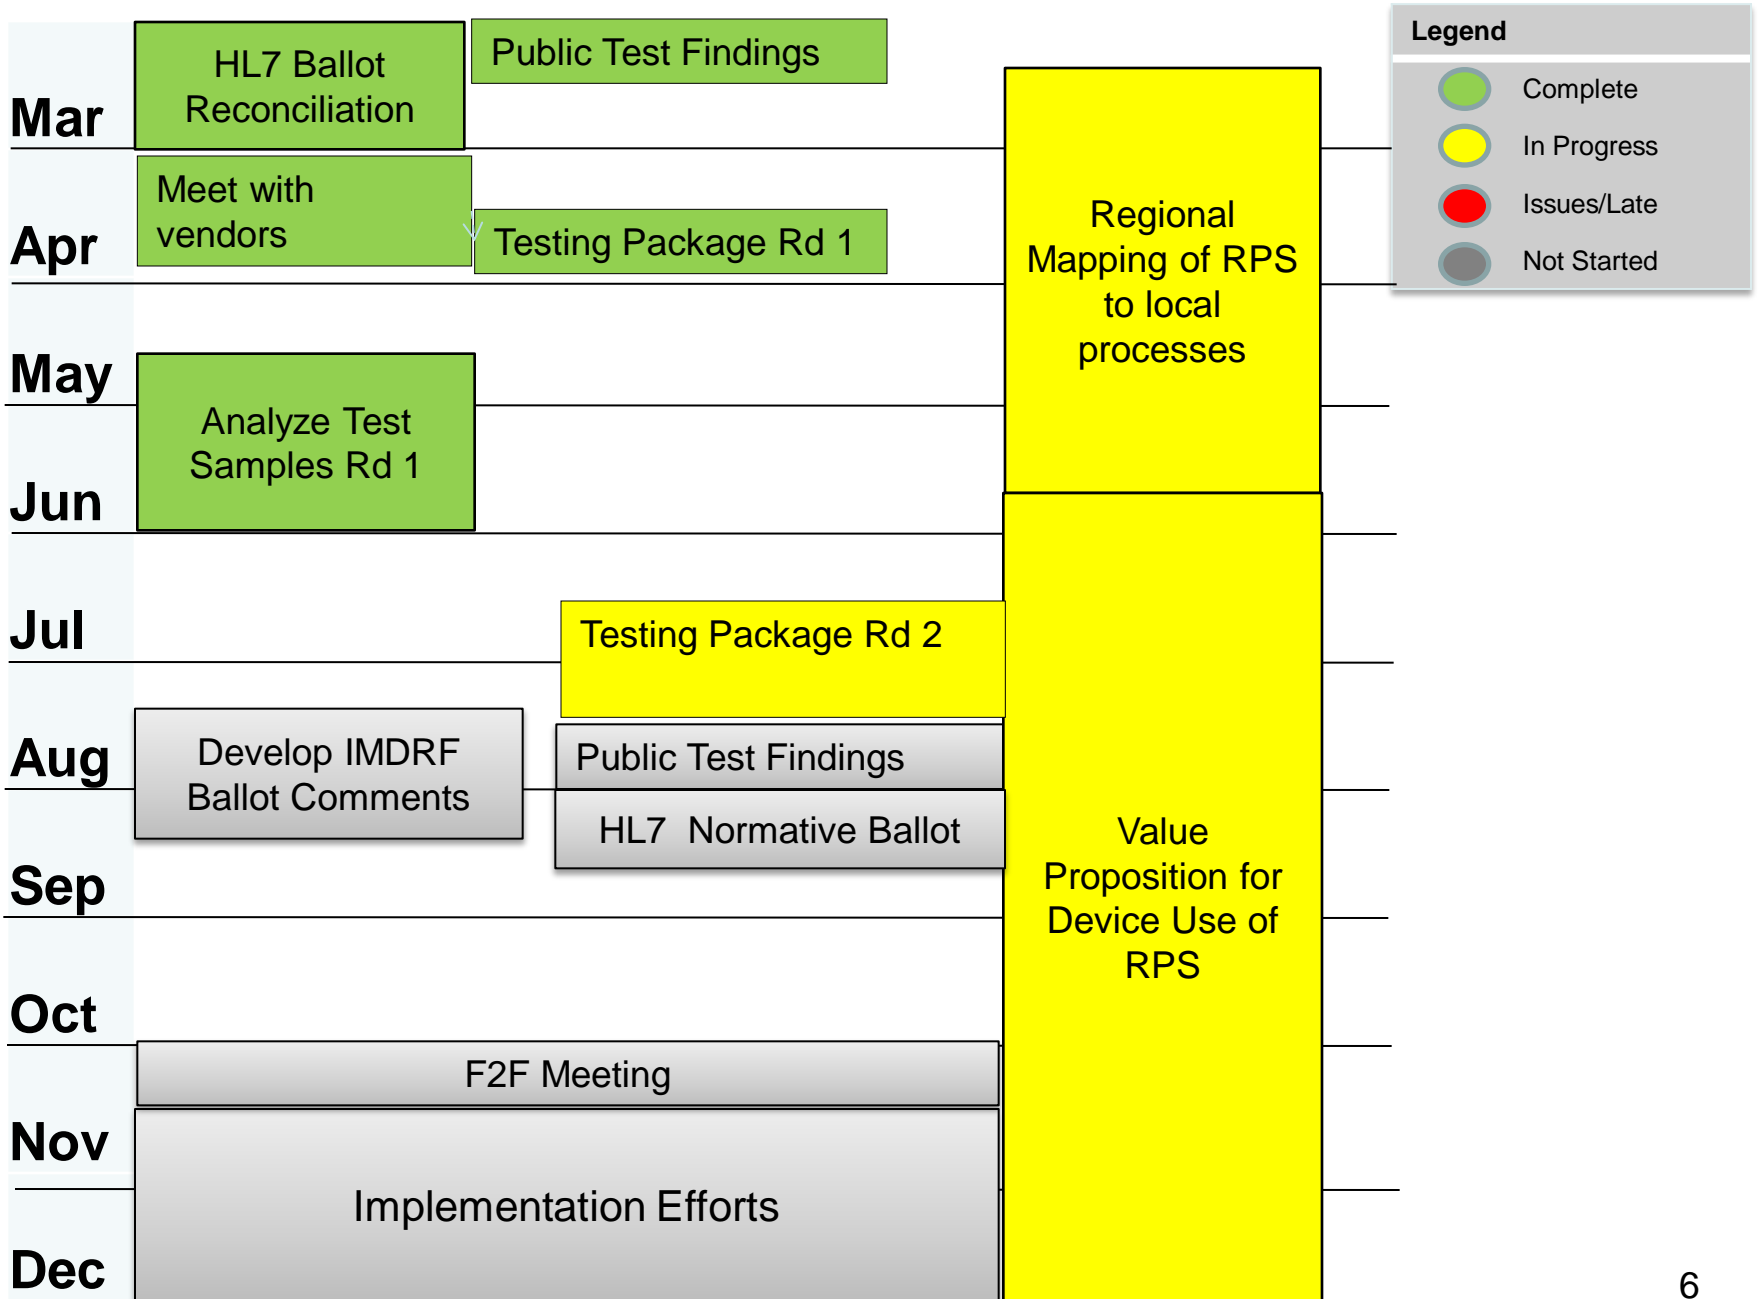 Legend
Complete
In Progress
Issues/Late
Not Started
Mar
HL7 Ballot
Reconciliation
Public Test Findings
Apr
Meet with
vendors
Testing Package Rd 1
Regional
Mapping of RPS
to local
processes
May
Analyze Test
Samples Rd 1
Jun
Jul
Testing Package Rd 2
Aug
Develop IMDRF
Ballot Comments
Public Test Findings
HL7 Normative Ballot
Value
Proposition for
Device Use of
RPS
Sep
Oct
F2F Meeting
Nov
Implementation Efforts
Dec
6